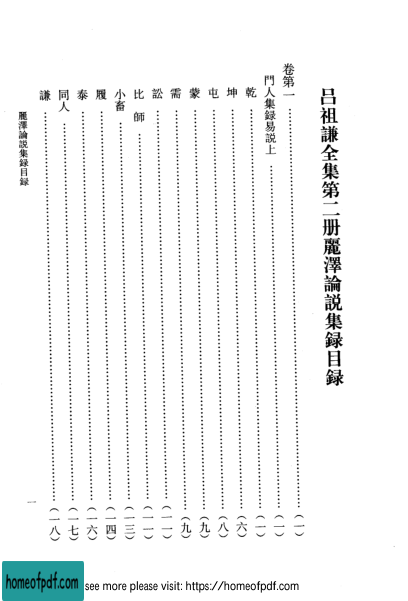 吕祖謙全集第二册麗澤論説集録目録
卷第一……（一）
門人集録易説上……（一）
乾……（一）
坤……（六）
屯……（八）
蒙……（九）
需……（九）
訟……（一一）
比 師……（一一）
小畜……（一三）
履……（一四）
泰……（一六）
同人……（一七）
謙……（一八）
麗澤論説集録目録
一
homeofpdf.com
see more please visit: https://homeofpdf.com